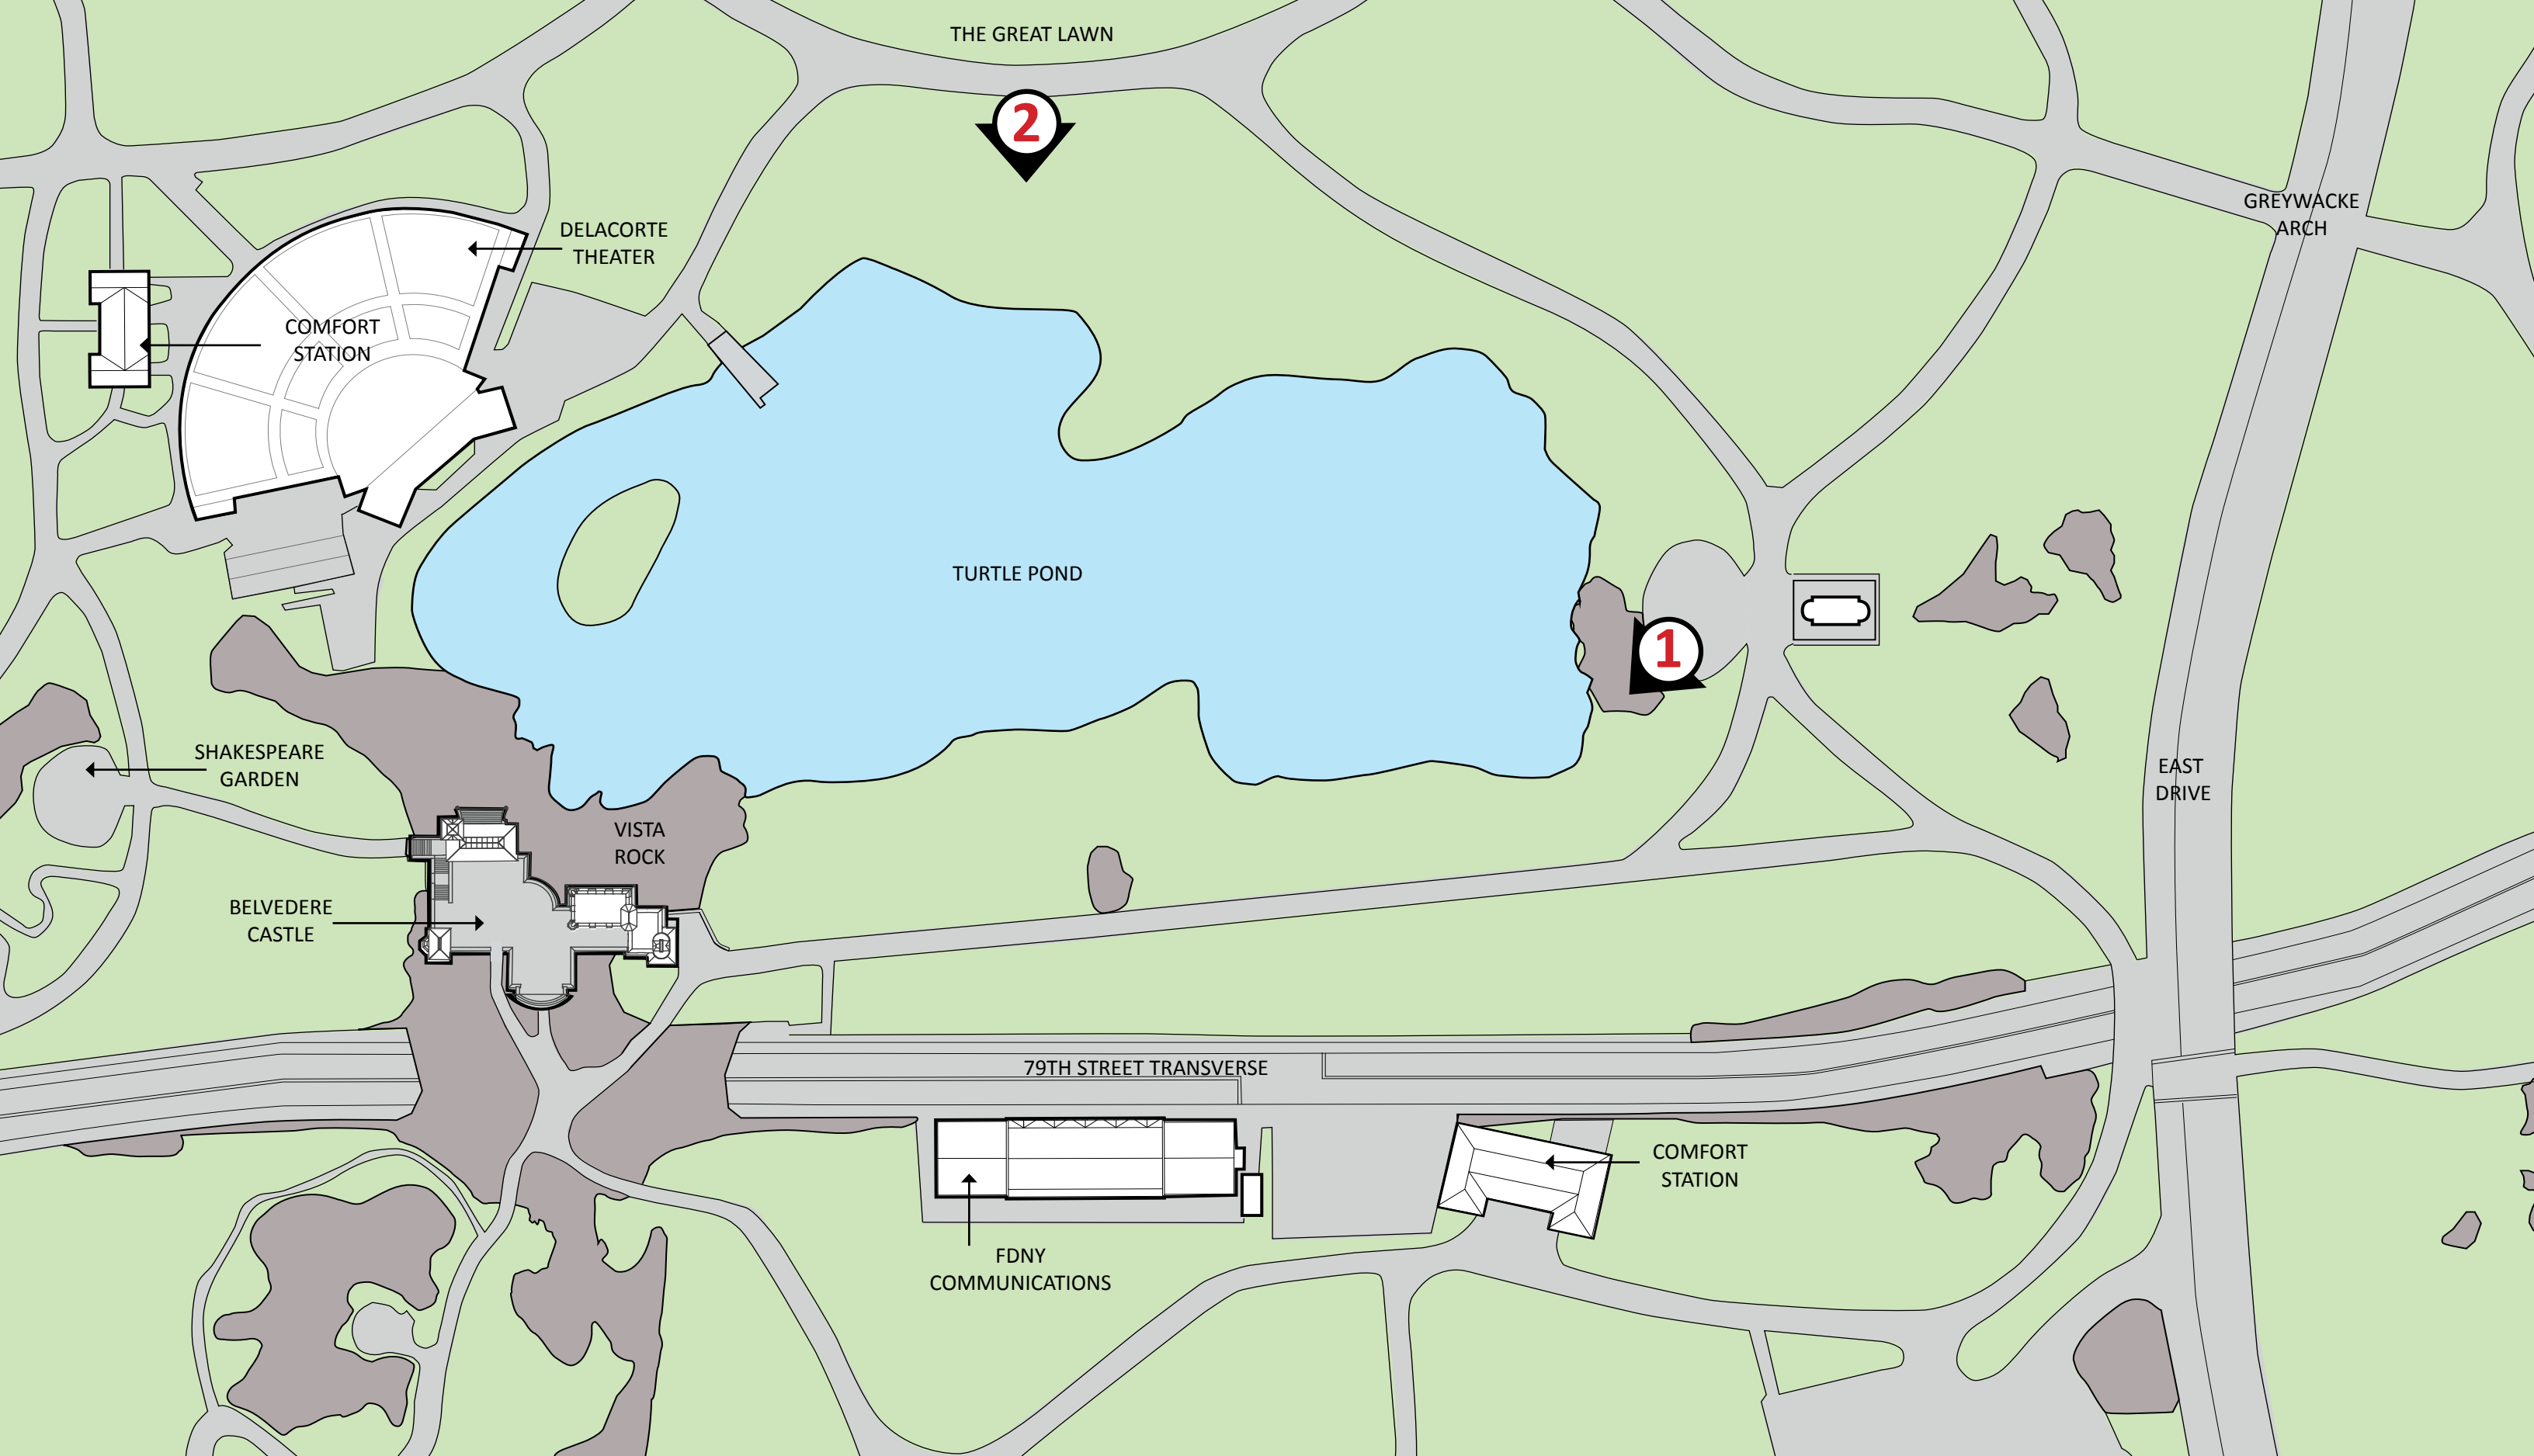 THE GREAT LAWN
2
GREYWACKE
ARCH
DELACORTE
THEATER
COMFORT
STATION
TURTLE POND
1
SHAKESPEARE
GARDEN
EAST
DRIVE
VISTA
ROCK
BELVEDERE
CASTLE
79TH STREET TRANSVERSE
COMFORT
STATION
FDNY
COMMUNICATIONS